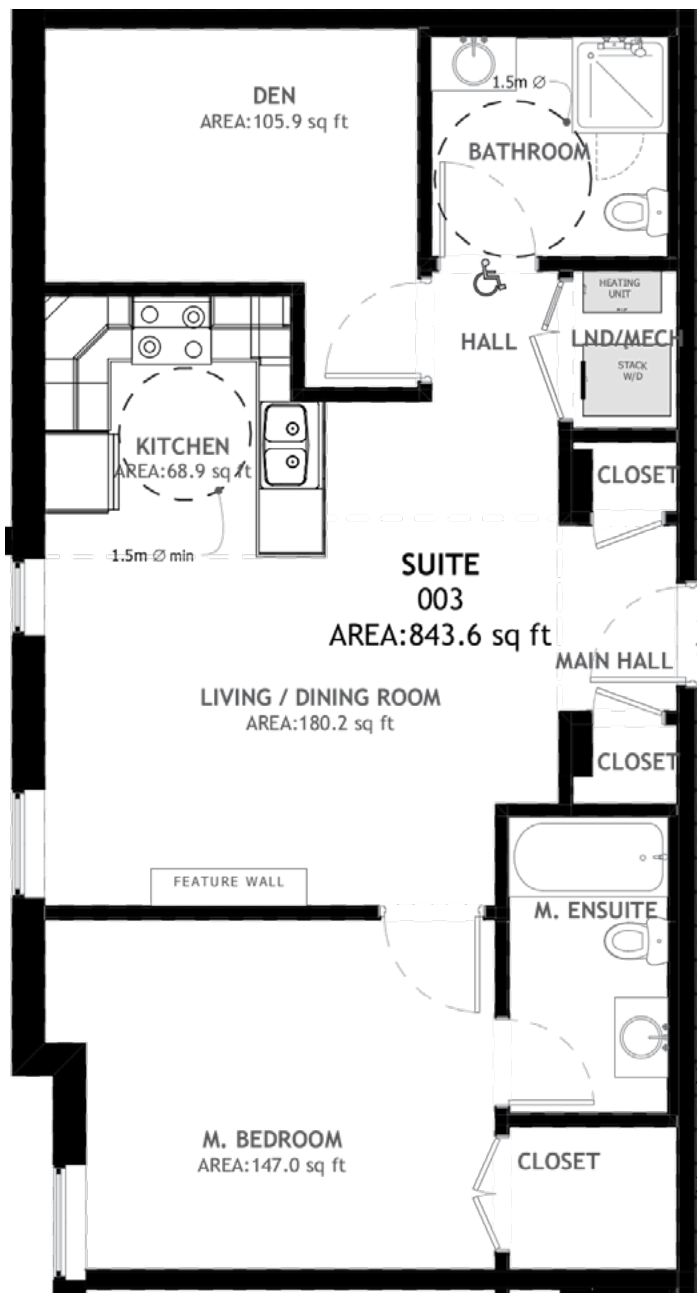 DEN
AREA:105.9 sq ft
1.5m Ø
BATHROOM
HEATING
UNIT
HALL
LND/MECH
STACK
W/D
KITCHEN
AREA:68.9 sq ft
CLOSET
1.5m Ø min
SUITE
003
AREA:843.6 sq ft
MAIN HALL
LIVING / DINING ROOM
AREA:180.2 sq ft
CLOSET
FEATURE WALL
M. ENSUITE
M. BEDROOM
AREA:147.0 sq ft
CLOSET